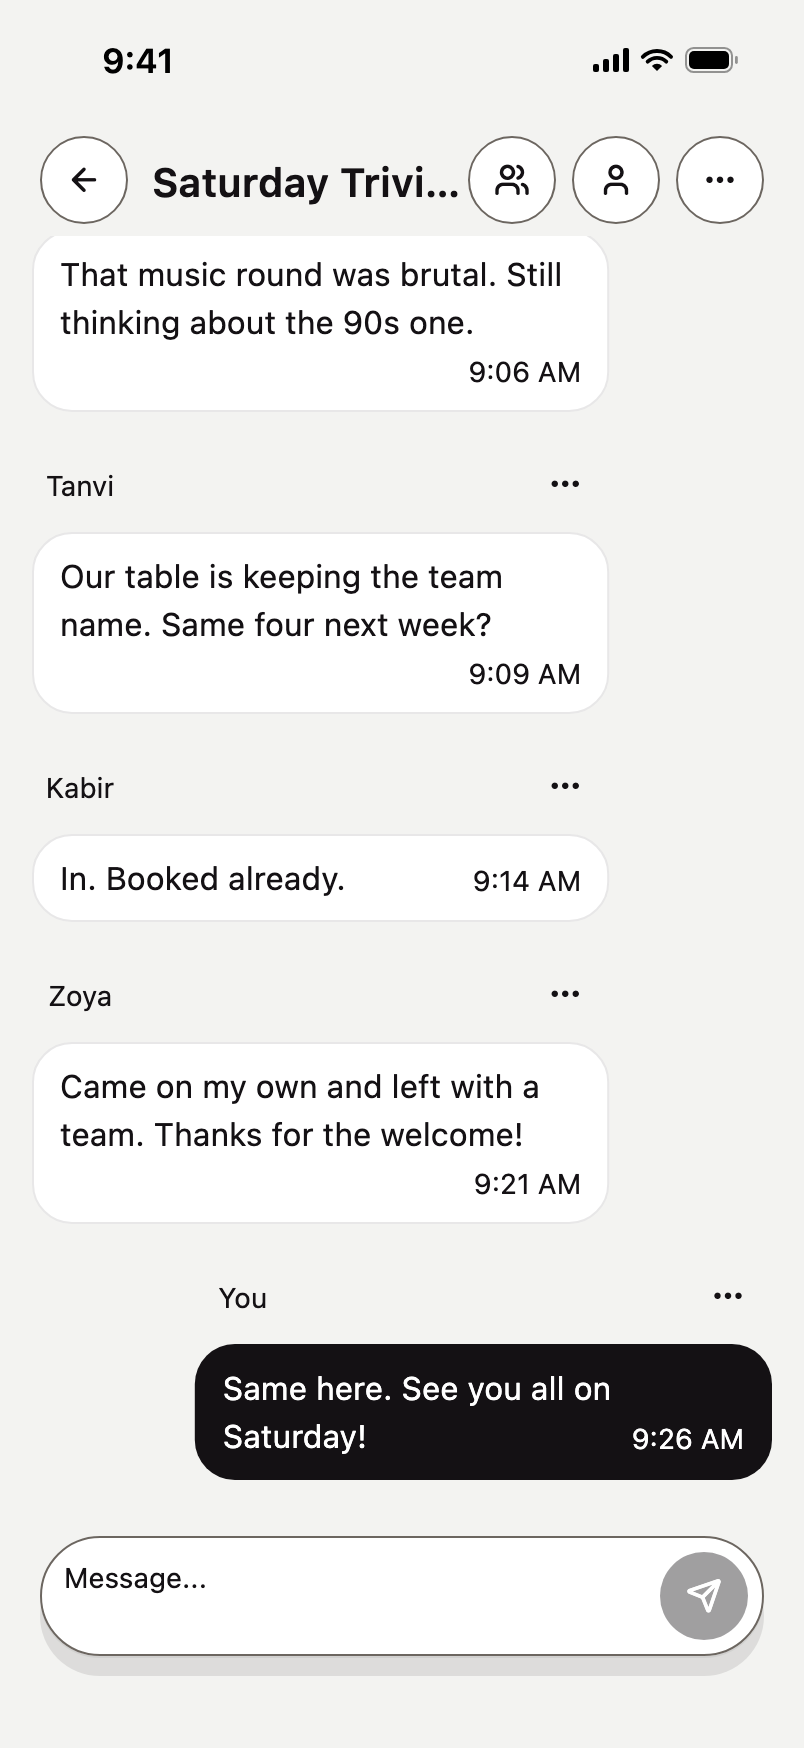 9:41
Saturday Trivi...
That music round was brutal. Still
thinking about the 90s one.
9:06 AM
Tanvi
Our table is keeping the team
name. Same four next week?
9:09 AM
Kabir
In. Booked already. 9:14 AM
Zoya
Came on my own and left with a
team. Thanks for the welcome!
9:21 AM
You
Same here. See you all on
Saturday! 9:26 AM
Message...